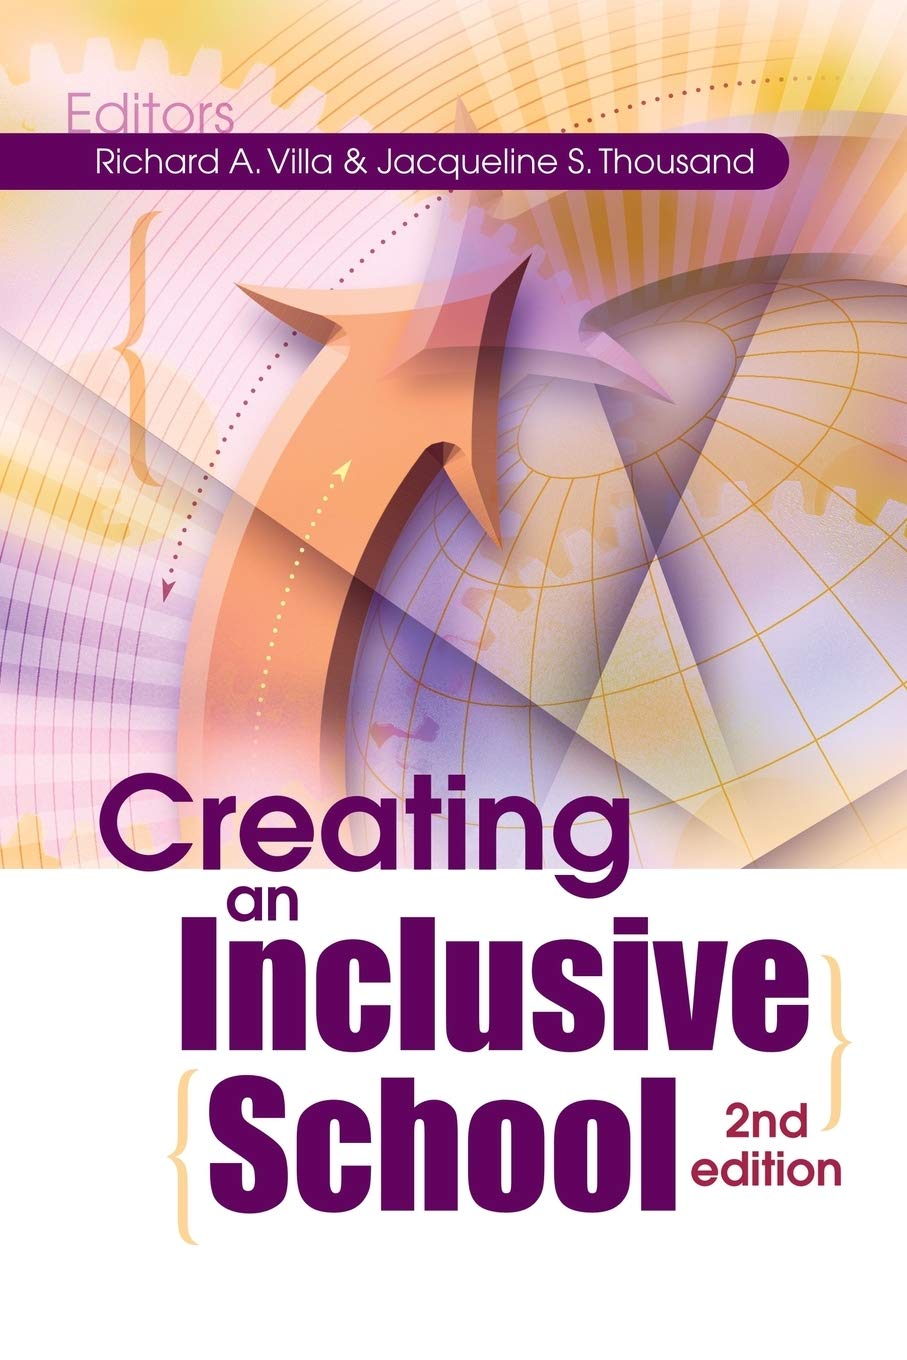 Editors
Richard A. Villa & Jacqueline S. Thousand
Creating
an
Inclusive
School
2nd
edition